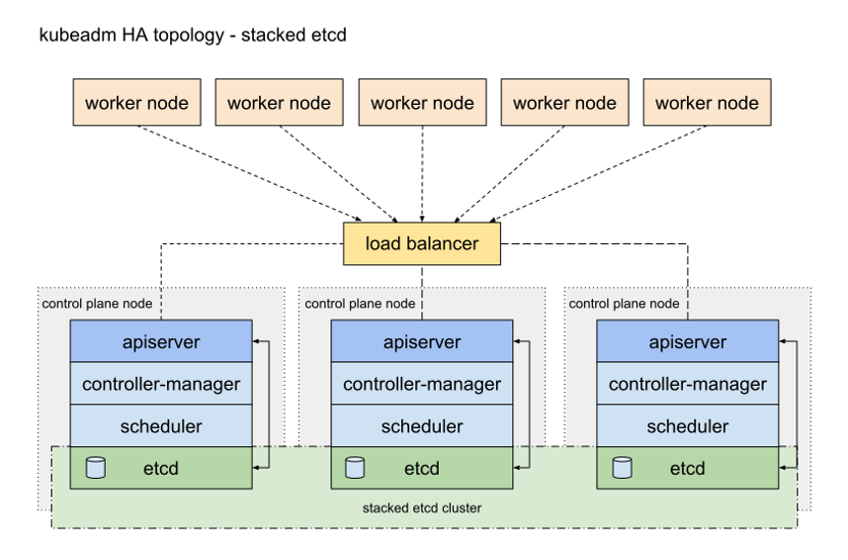 kubeadm HA topology - stacked etcd
worker node
worker node
worker node
worker node
worker node
load balancer
control plane node
apiserver
controller-manager
scheduler
etcd
control plane node
apiserver
controller-manager
scheduler
etcd
control plane node
apiserver
controller-manager
scheduler
etcd
stacked etcd cluster